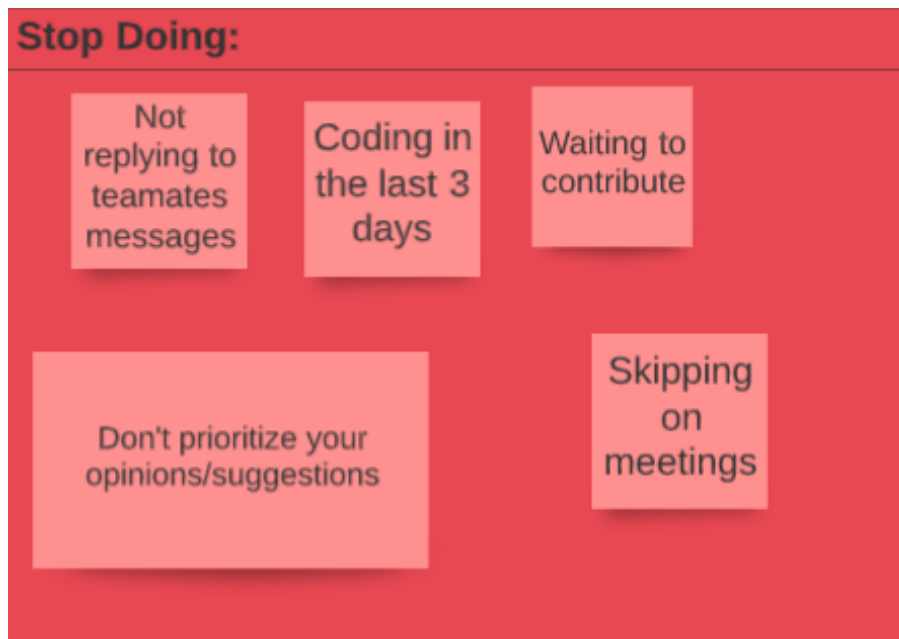 Stop Doing:
Not
replying to
teamates
messages
Coding in
the last 3
days
Waiting to
contribute
Don't prioritize your
opinions/suggestions
Skipping
on
meetings